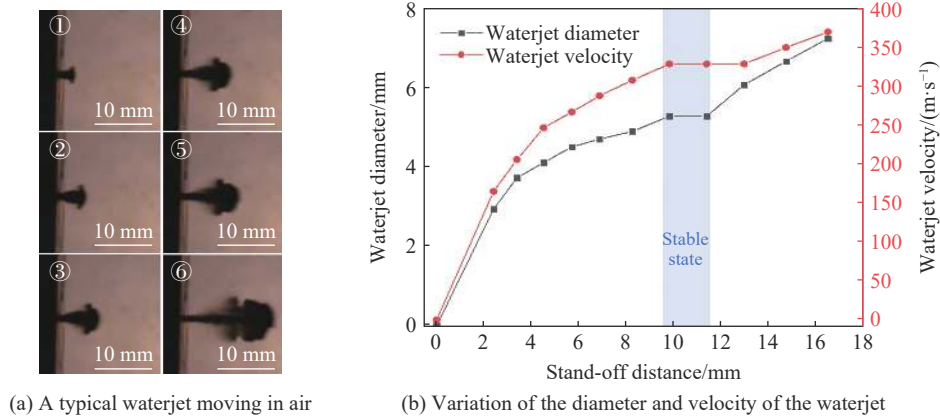 ①
10 mm
④
10 mm
②
10 mm
⑤
10 mm
③
10 mm
⑥
10 mm
(a) A typical waterjet moving in air
8
6
4
2
0
Waterjet diameter/mm
Waterjet diameter
Waterjet velocity
Stable
state
400
350
300
250
200
150
100
50
0
Waterjet velocity/(m·s⁻¹)
0 2 4 6 8 10 12 14 16 18
Stand-off distance/mm
(b) Variation of the diameter and velocity of the waterjet